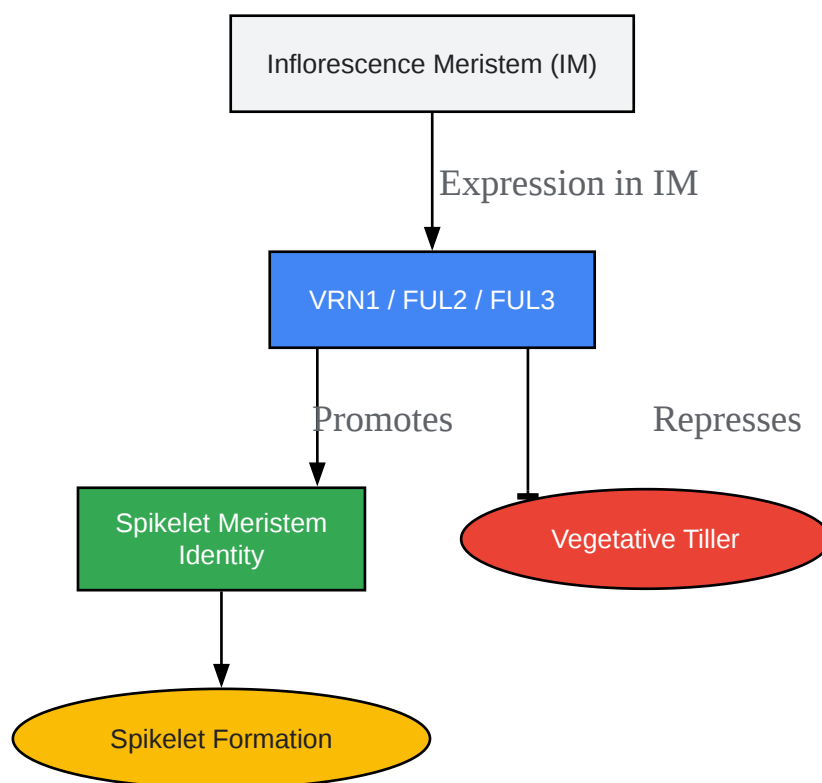 Inflorescence Meristem (IM)
Expression in IM
VRN1 / FUL2 / FUL3
Promotes
Represses
Spikelet Meristem
Identity
Vegetative Tiller
Spikelet Formation